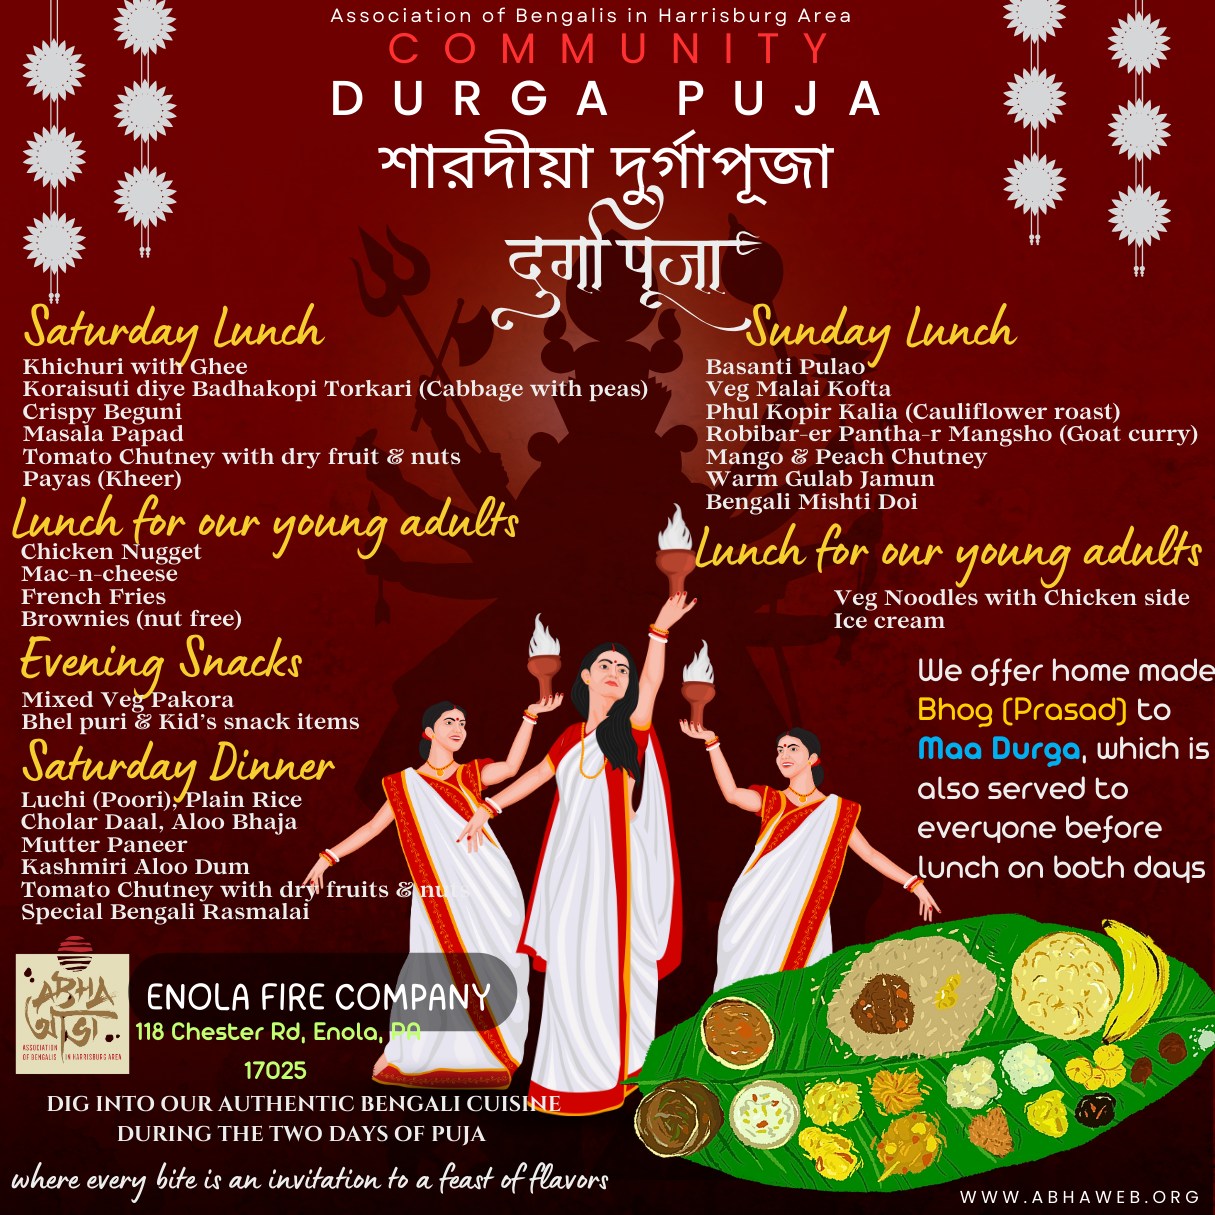 Association of Bengalis in Harrisburg Area
COMMUNITY
DURGA PUJA
শারদীয়া দুর্গাপূজা
दुर्गा पूजा
Saturday Lunch
Khichuri with Ghee
Koraisuti diye Badhakopi Torkari (Cabbage with peas)
Crispy Beguni
Masala Papad
Tomato Chutney with dry fruit & nuts
Payas (Kheer)
Lunch for our young adults
Chicken Nugget
Mac-n-cheese
French Fries
Brownies (nut free)
Evening Snacks
Mixed Veg Pakora
Bhel puri & Kid's snack items
Saturday Dinner
Luchi (Poori), Plain Rice
Cholar Daal, Aloo Bhaja
Mutter Paneer
Kashmiri Aloo Dum
Tomato Chutney with dry fruits & nuts
Special Bengali Rasmalai
Sunday Lunch
Basanti Pulao
Veg Malai Kofta
Phul Kopir Kalia (Cauliflower roast)
Robibar-er Pantha-r Mangsho (Goat curry)
Mango & Peach Chutney
Warm Gulab Jamun
Bengali Mishti Doi
Lunch for our young adults
Veg Noodles with Chicken side
Ice cream
We offer home made
Bhog (Prasad) to
Maa Durga, which is
also served to
everyone before
lunch on both days
ABHA
আড্ডা
ASSOCIATION
OF BENGALIS
IN HARRISBURG AREA
ENOLA FIRE COMPANY
118 Chester Rd, Enola, PA
17025
DIG INTO OUR AUTHENTIC BENGALI CUISINE
DURING THE TWO DAYS OF PUJA
where every bite is an invitation to a feast of flavors
WWW.ABHAWEB.ORG